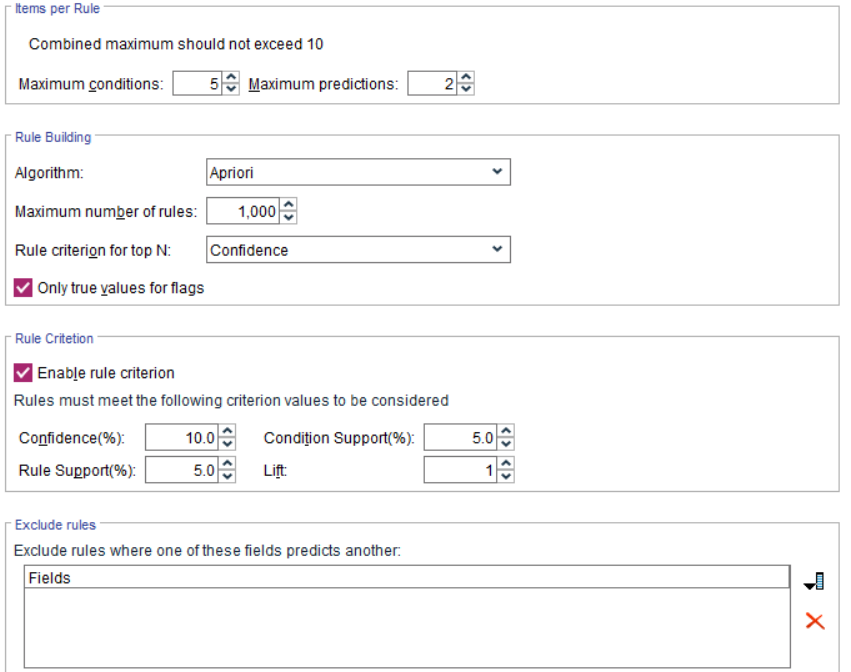 Items per Rule
Combined maximum should not exceed 10
Maximum conditions: 5 Maximum predictions: 2
Rule Building
Algorithm: Apriori
Maximum number of rules: 1,000
Rule criterion for top N: Confidence
Only true values for flags
Rule Critetion
Enable rule criterion
Rules must meet the following criterion values to be considered
Confidence(%): 10.0 Condition Support(%): 5.0
Rule Support(%): 5.0 Lift: 1
Exclude rules
Exclude rules where one of these fields predicts another:
Fields